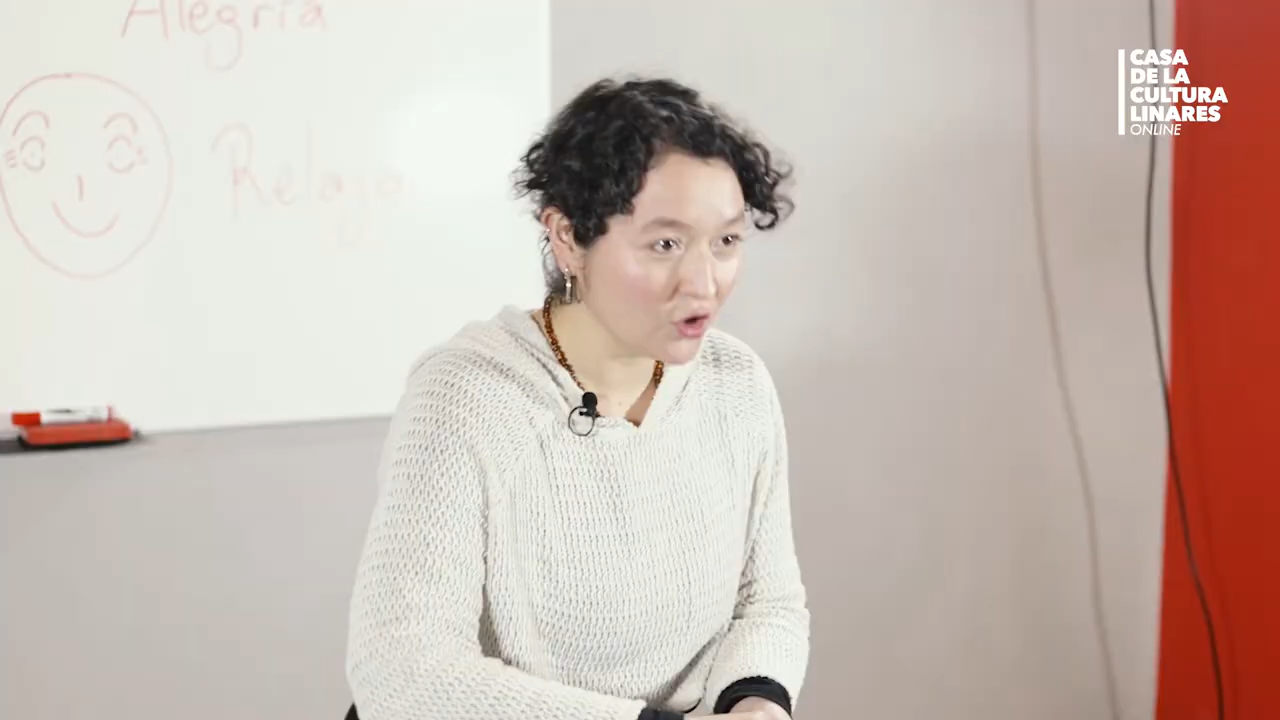 Alegría
Relajo
CASA
DE LA
CULTURA
LINARES
ONLINE